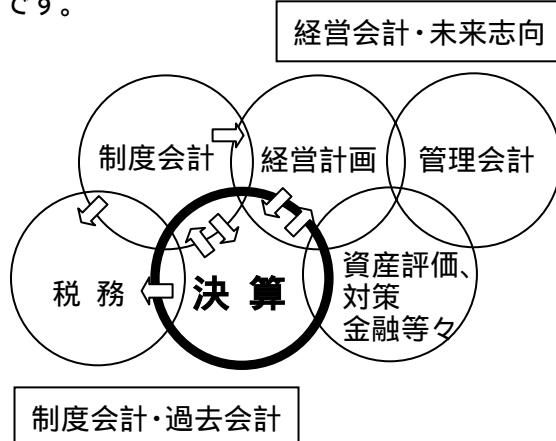 です。
経営会計・未来志向
制度会計
経営計画
管理会計
税 務
決 算
資産評価、
対策
金融等々
制度会計・過去会計